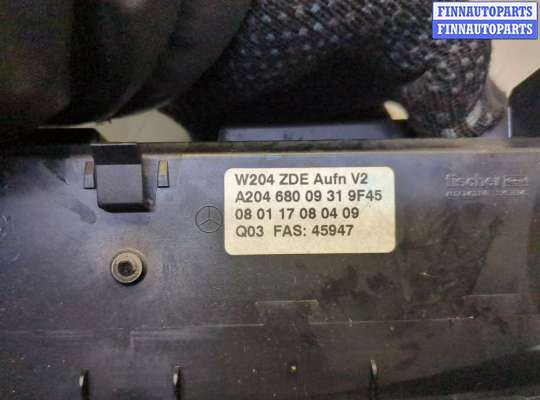 FINNAUTOPARTS
FINNAUTOPARTS
W204 ZDE Aufn V2
A204 680 09 31 9F45
08 01 17 08 04 09
Q03 FAS: 45947
fischer